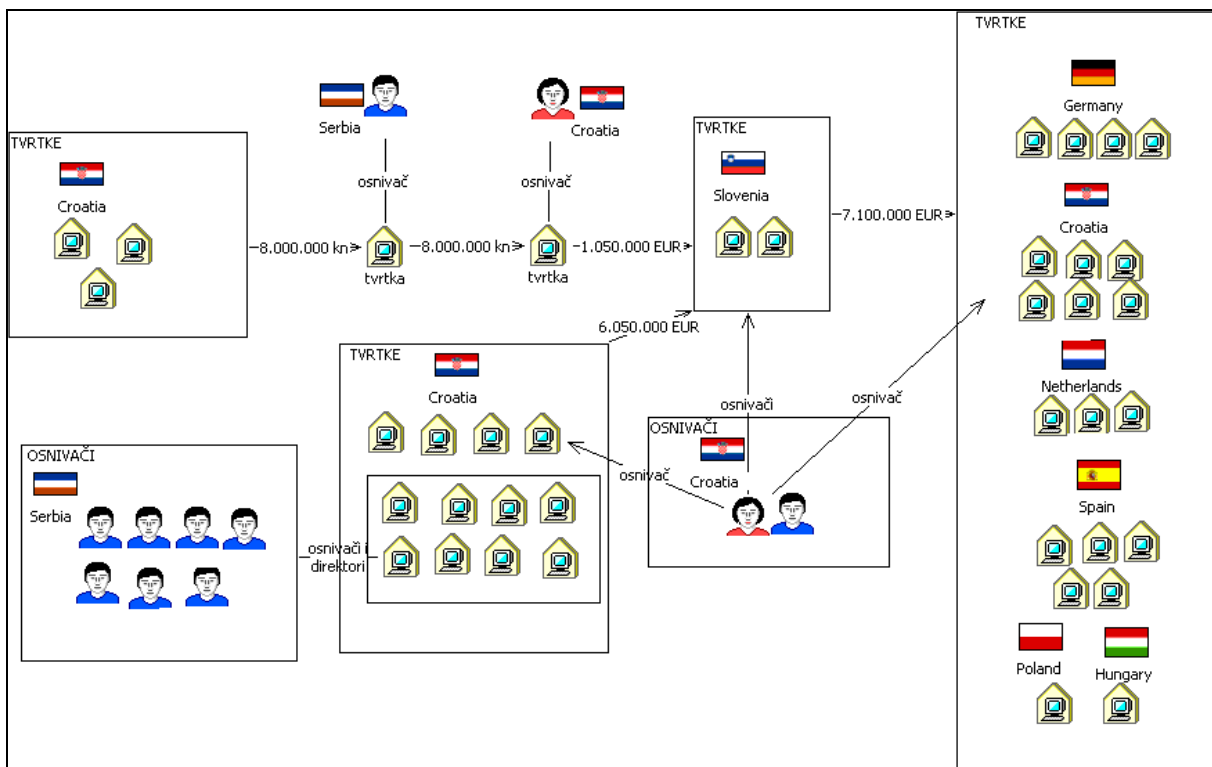 TVRTKE
Croatia
8.000.000 kn
Serbia
osnivač
tvrtka
8.000.000 kn
Croatia
osnivač
tvrtka
1.050.000 EUR
TVRTKE
Slovenia
7.100.000 EUR
6.050.000 EUR
TVRTKE
Croatia
OSNIVAČI
Serbia
osnivači i
direktori
osnivač
osnivači
osnivač
OSNIVAČI
Croatia
TVRTKE
Germany
Croatia
Netherlands
Spain
Poland
Hungary